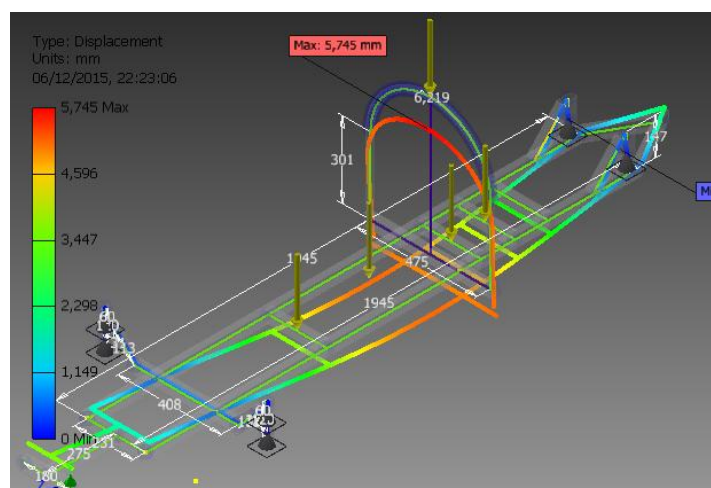 Type: Displacement
Units: mm
06/12/2015, 22:23:06
5,745 Max
4,596
3,447
2,298
1,149
0 Min
Max: 5,745 mm
6,219
301
147
475
1945
408
231
275
180